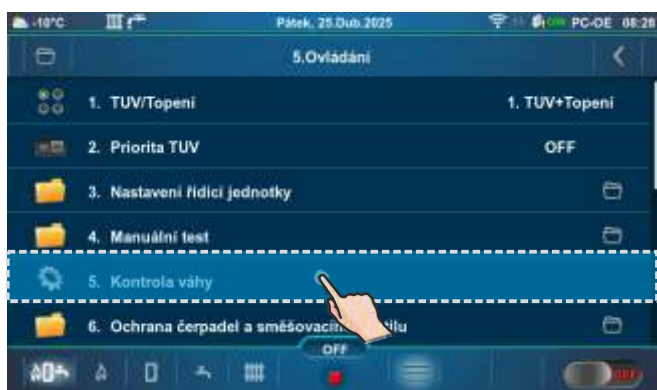 -10°C Pátek, 25.Dub.2025 PC-OE 08:28
5.Ovládání
1. TUV/Topení 1. TUV+Topení
2. Priorita TUV OFF
3. Nastavení řídicí jednotky
4. Manuální test
5. Kontrola váhy
6. Ochrana čerpadel a směšovacího
OFF
OFF